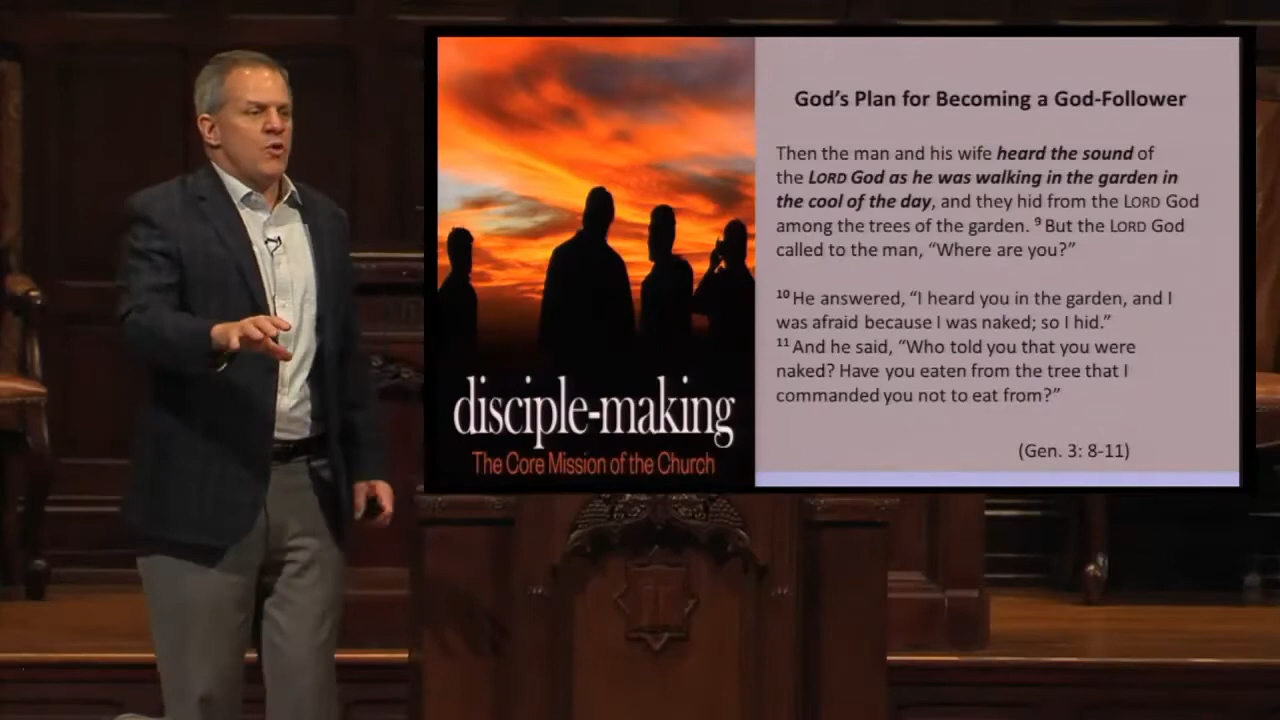 disciple-making
The Core Mission of the Church
God's Plan for Becoming a God-Follower
Then the man and his wife heard the sound of
the LORD God as he was walking in the garden in
the cool of the day, and they hid from the LORD God
among the trees of the garden. ⁹ But the LORD God
called to the man, “Where are you?”
¹⁰ He answered, “I heard you in the garden, and I
was afraid because I was naked; so I hid.”
¹¹ And he said, “Who told you that you were
naked? Have you eaten from the tree that I
commanded you not to eat from?”
(Gen. 3: 8-11)